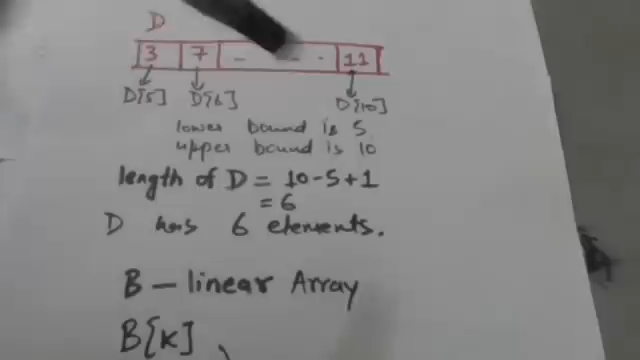 D
3 7 - - . 11
D[5] D[6] D[10]
lower bound is 5
upper bound is 10
length of D = 10-5+1
= 6
D has 6 elements.
B - linear Array
B[K]